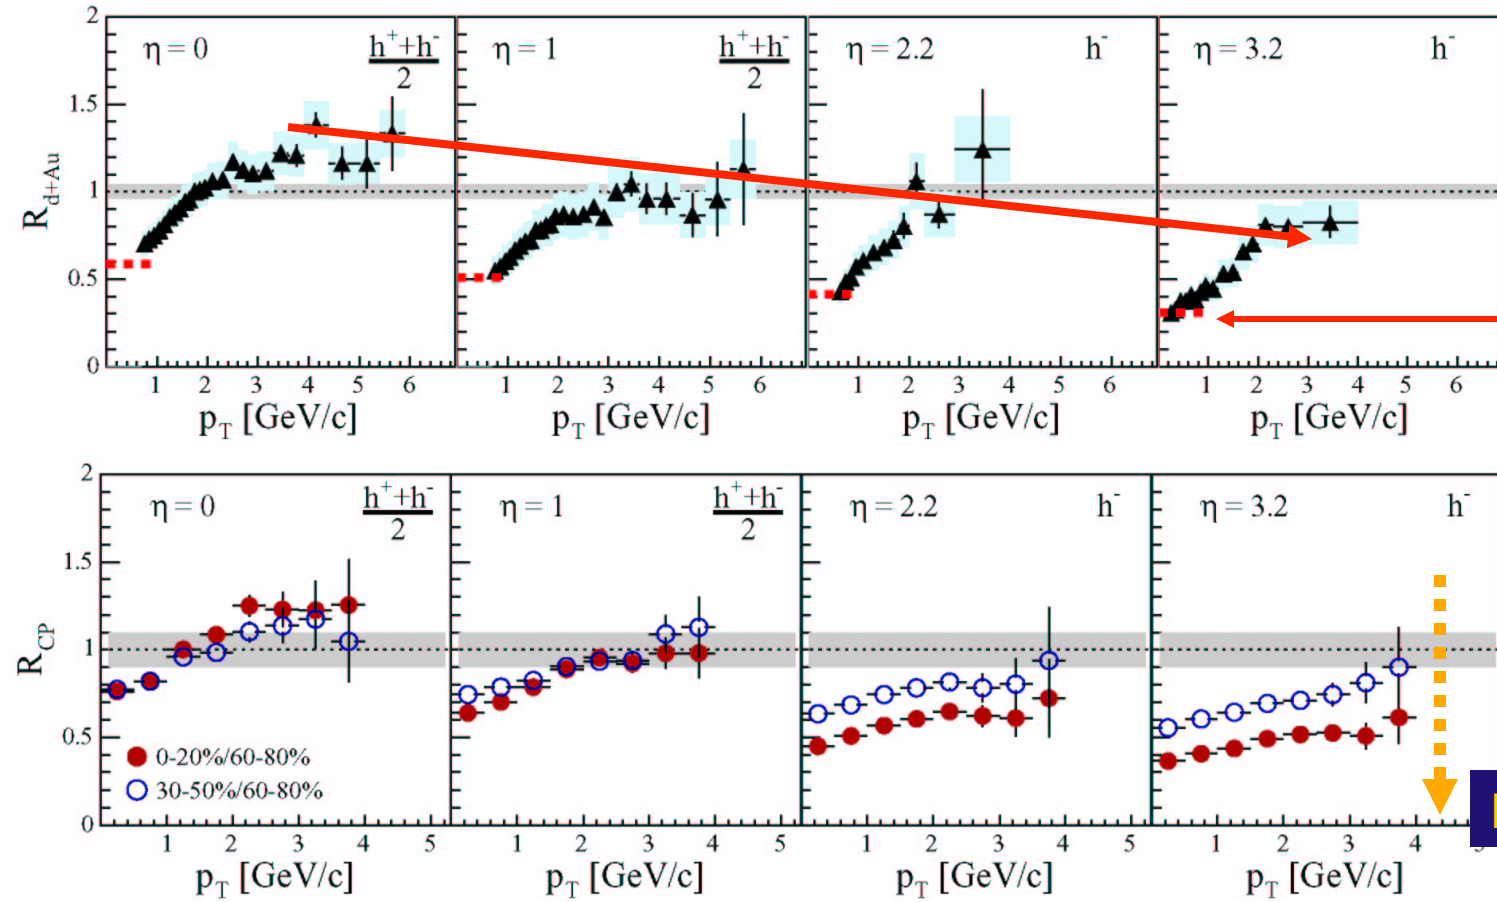 2
1.5
1
0.5
0
R_{d+Au}
η = 0
h^+ + h^-
2
η = 1
h^+ + h^-
2
η = 2.2
h^-
η = 3.2
h^-
1 2 3 4 5 6
1 2 3 4 5 6
1 2 3 4 5 6
1 2 3 4 5 6
p_T [GeV/c]
p_T [GeV/c]
p_T [GeV/c]
p_T [GeV/c]
2
1.5
1
0.5
0
R_{CP}
η = 0
h^+ + h^-
2
η = 1
h^+ + h^-
2
η = 2.2
h^-
η = 3.2
h^-
0-20%/60-80%
30-50%/60-80%
1 2 3 4 5
1 2 3 4 5
1 2 3 4 5
1 2 3 4
p_T [GeV/c]
p_T [GeV/c]
p_T [GeV/c]
p_T [GeV/c]